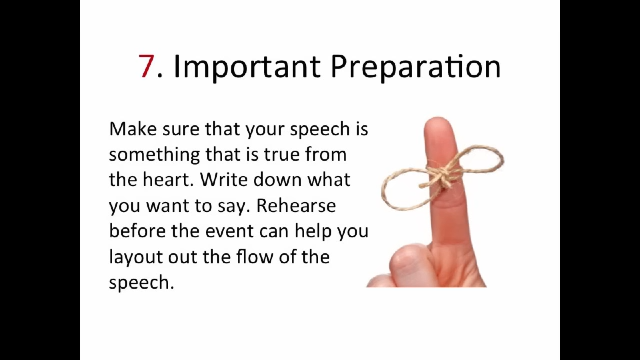 7. Important Preparation
Make sure that your speech is
something that is true from
the heart. Write down what
you want to say. Rehearse
before the event can help you
layout out the flow of the
speech.